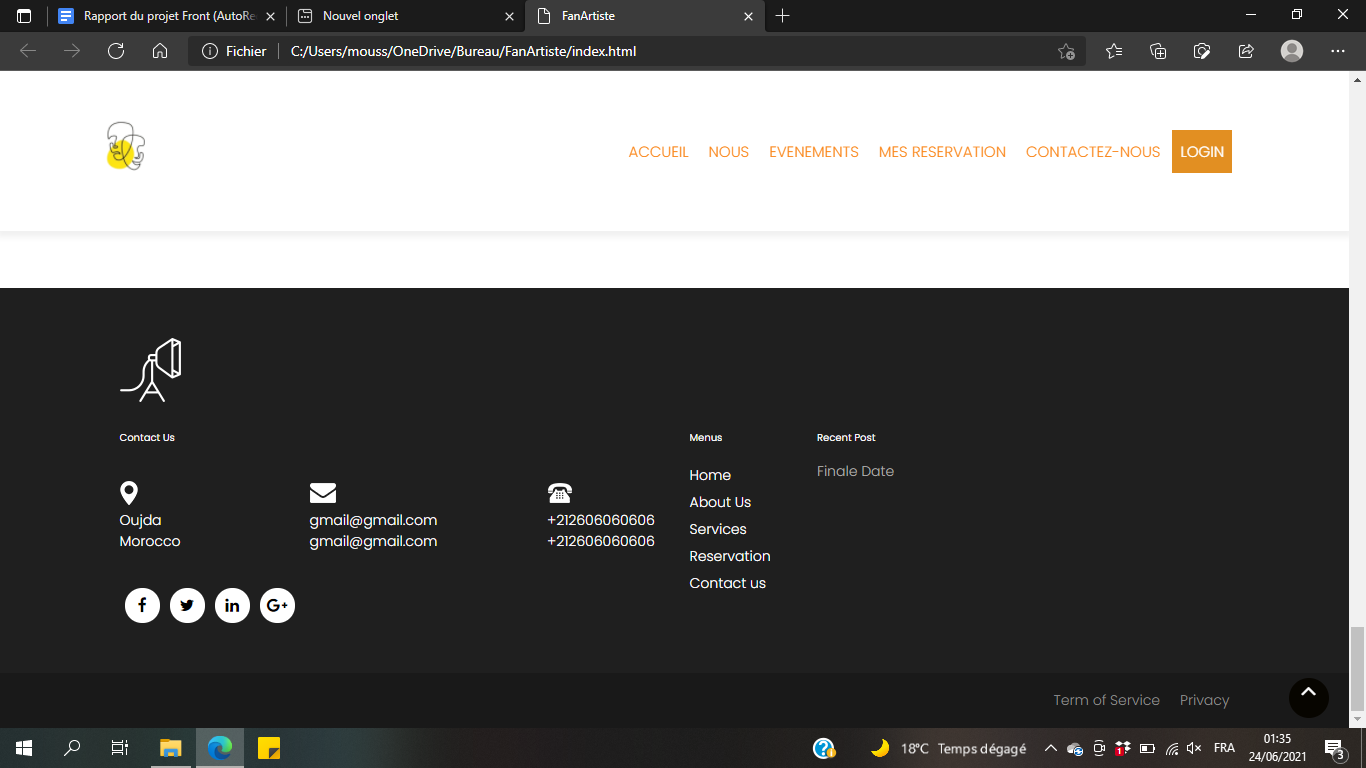 Rapport du projet Front (AutoRe
Nouvel onglet
FanArtiste
Fichier
C:/Users/mouss/OneDrive/Bureau/FanArtiste/index.html
ACCUEIL
NOUS
EVENEMENTS
MES RESERVATION
CONTACTEZ-NOUS
LOGIN
Contact Us
Oujda
Morocco
gmail@gmail.com
gmail@gmail.com
+212606060606
+212606060606
Menus
Home
About Us
Services
Reservation
Contact us
Recent Post
Finale Date
Term of Service
Privacy
18°C Temps dégagé
FRA
01:35
24/06/2021
3